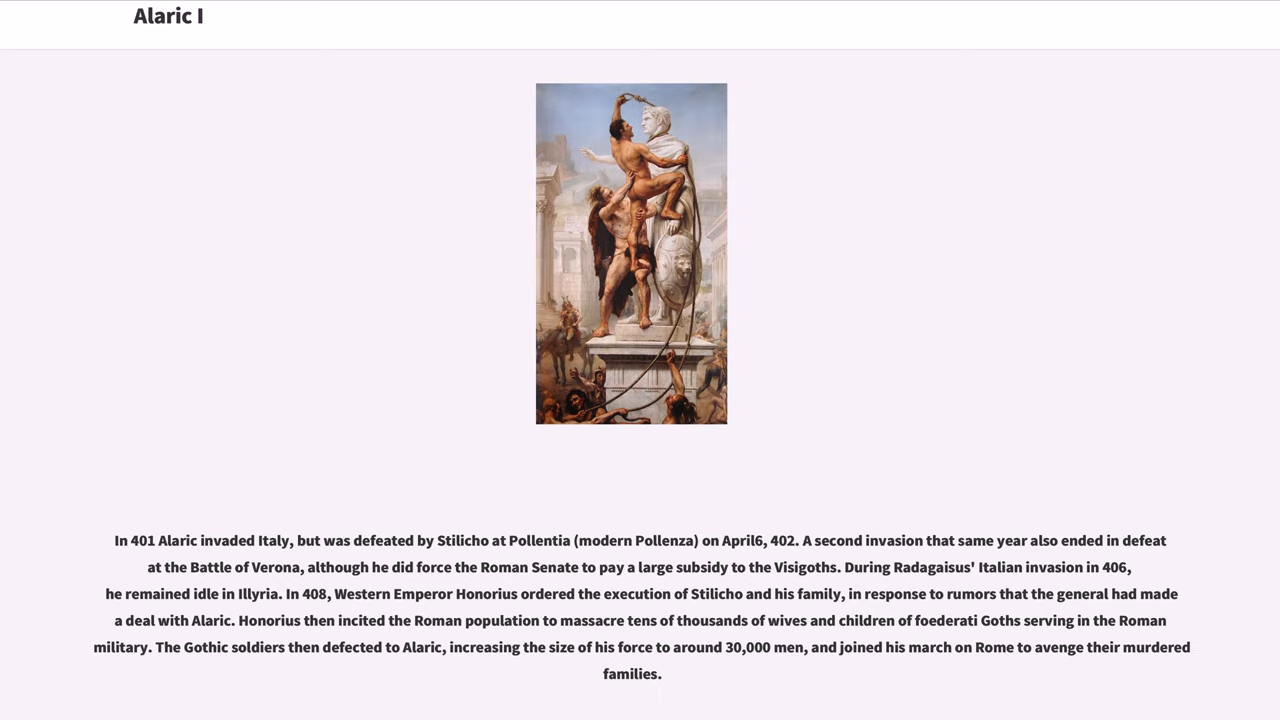 Alaric I
In 401 Alaric invaded Italy, but was defeated by Stilicho at Pollentia (modern Pollenza) on April6, 402. A second invasion that same year also ended in defeat
at the Battle of Verona, although he did force the Roman Senate to pay a large subsidy to the Visigoths. During Radagaisus' Italian invasion in 406,
he remained idle in Illyria. In 408, Western Emperor Honorius ordered the execution of Stilicho and his family, in response to rumors that the general had made
a deal with Alaric. Honorius then incited the Roman population to massacre tens of thousands of wives and children of foederati Goths serving in the Roman
military. The Gothic soldiers then defected to Alaric, increasing the size of his force to around 30,000 men, and joined his march on Rome to avenge their murdered
families.